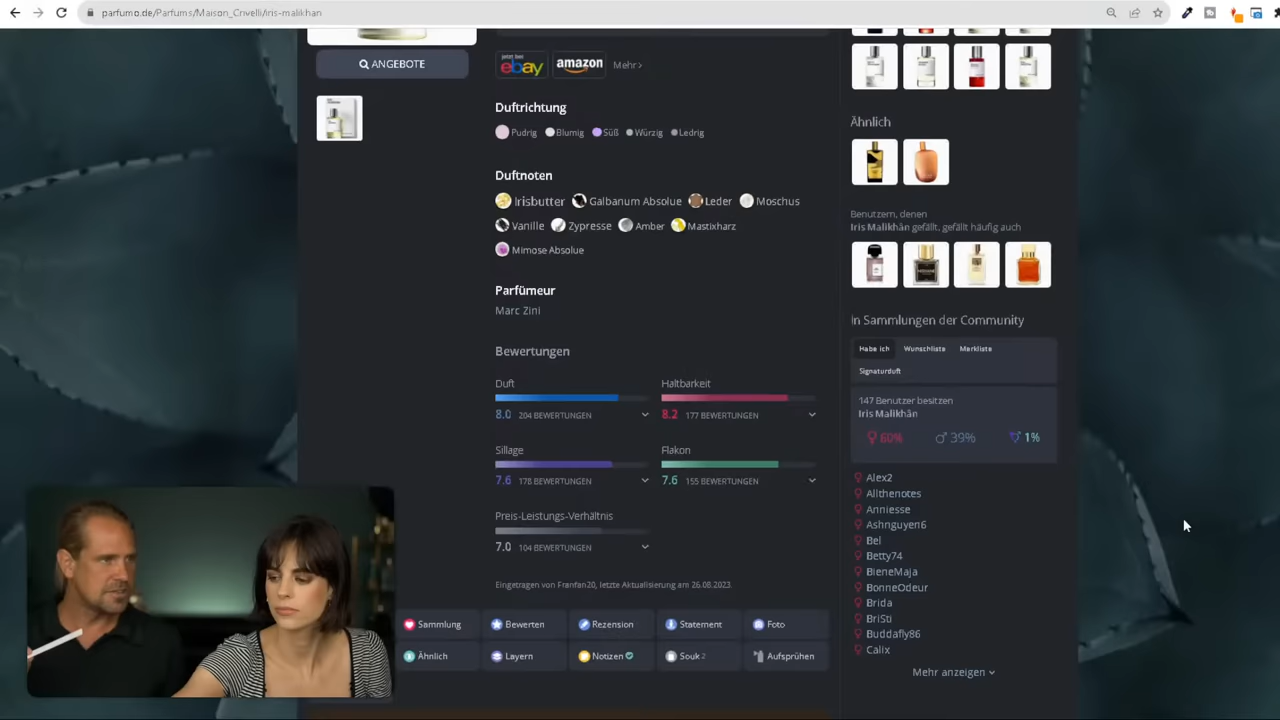 parfumo.de/Parfums/Maison_Crivelli/iris-malikhan
ANGEBOTE
jetzt bei
ebay
amazon
Mehr
Duftrichtung
Pudrig Blumig Süß Würzig Ledrig
Duftnoten
Irisbutter Galbanum Absolue Leder Moschus
Vanille Zypresse Amber Mastixharz
Mimose Absolue
Parfümeur
Marc Zini
Bewertungen
Duft
8.0 204 BEWERTUNGEN
Haltbarkeit
8.2 177 BEWERTUNGEN
Sillage
7.6 178 BEWERTUNGEN
Flakon
7.6 155 BEWERTUNGEN
Preis-Leistungs-Verhältnis
7.0 104 BEWERTUNGEN
Eingetragen von Franfan20, letzte Aktualisierung am 26.08.2023.
Sammlung Bewerten Rezension Statement Foto
Ähnlich Layern Notizen Souk 2 Aufsprühen
Ähnlich
Benutzern, denen
Iris Malikhân gefällt, gefällt häufig auch
In Sammlungen der Community
Habe ich Wunschliste Merkliste
Signaturduft
147 Benutzer besitzen
Iris Malikhân
60% 39% 1%
Alex2
Allthenotes
Anniesse
Ashnguyen6
Bel
Betty74
BieneMaja
BonneOdeur
Brida
BriSti
Buddafly86
Calix
Mehr anzeigen